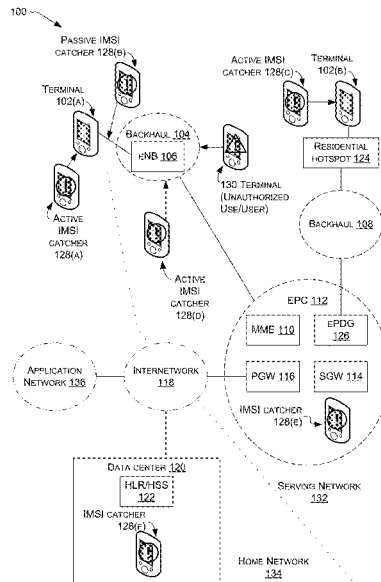 100
PASSIVE IMSI
CATCHER 128(B)
TERMINAL
102(A)
ACTIVE
IMSI
CATCHER
128(A)
BACKHAUL 104
ENB 106
ACTIVE IMSI
CATCHER 128(C)
TERMINAL
102(B)
RESIDENTIAL
HOTSPOT 124
130 TERMINAL
(UNAUTHORIZED
USE/USER)
BACKHAUL
108
ACTIVE
IMSI
CATCHER
128(D)
EPC 112
MME 110
EPDG
126
PGW 116
SGW 114
IMSI CATCHER
128(E)
APPLICATION
NETWORK 136
INTERNETWORK
118
DATA CENTER 120
HLR/HSS
122
IMSI CATCHER
128(F)
SERVING NETWORK
132
HOME NETWORK
134